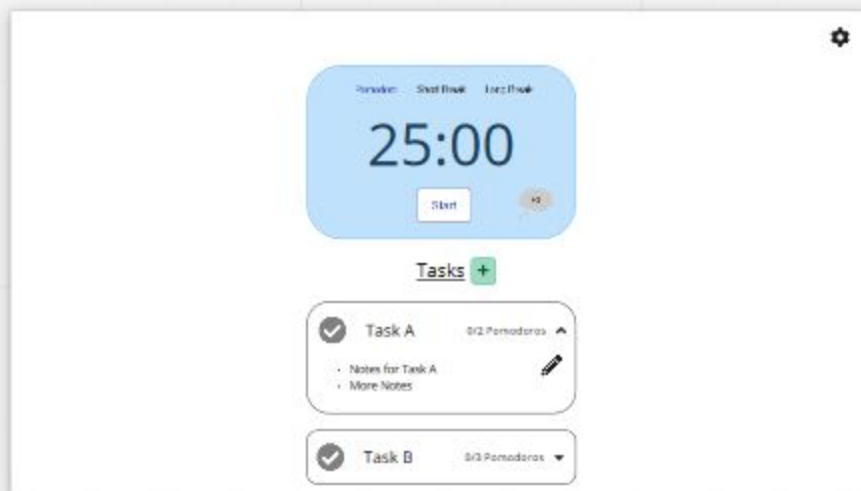 Pomodoro Short Break Long Break
25:00
Start
Tasks +
Task A 0/2 Pomodoros
• Notes for Task A
• More Notes
Task B 0/3 Pomodoros